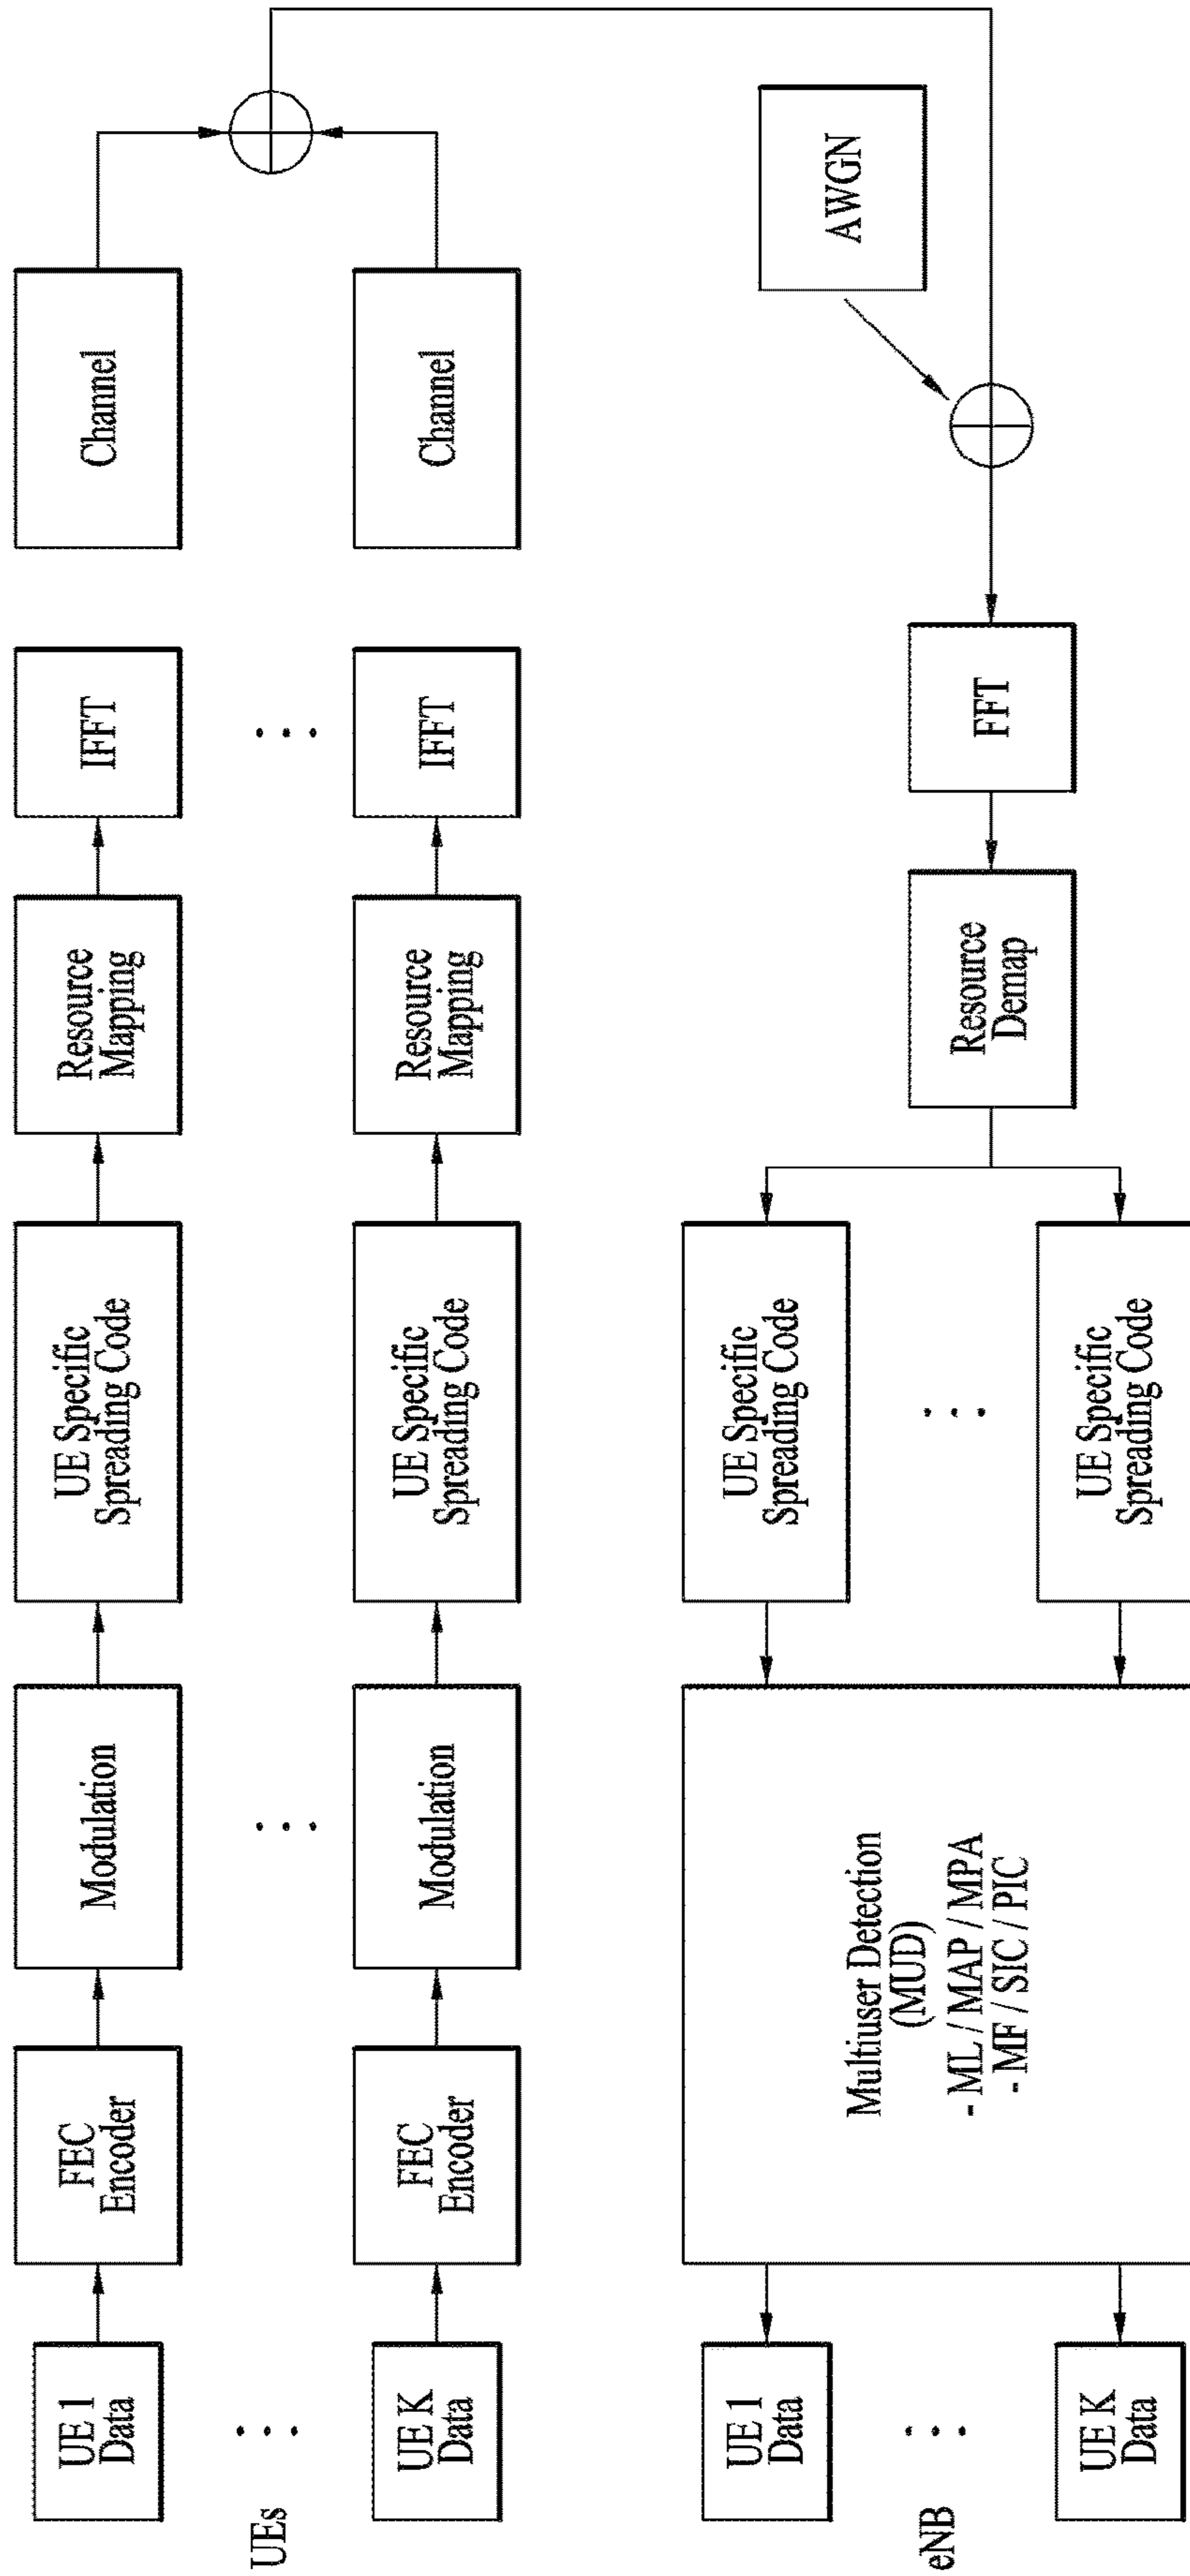 UEs
UE 1
Data
FEC
Encoder
Modulation
UE Specific
Spreading Code
Resource
Mapping
IFFT
Channel
UE K
Data
FEC
Encoder
Modulation
UE Specific
Spreading Code
Resource
Mapping
IFFT
Channel
eNB
UE 1
Data
UE K
Data
Multiuser Detection
(MUD)
- ML / MAP / MPA
- MF / SIC / PIC
UE Specific
Spreading Code
UE Specific
Spreading Code
Resource
Demap
FFT
AWGN